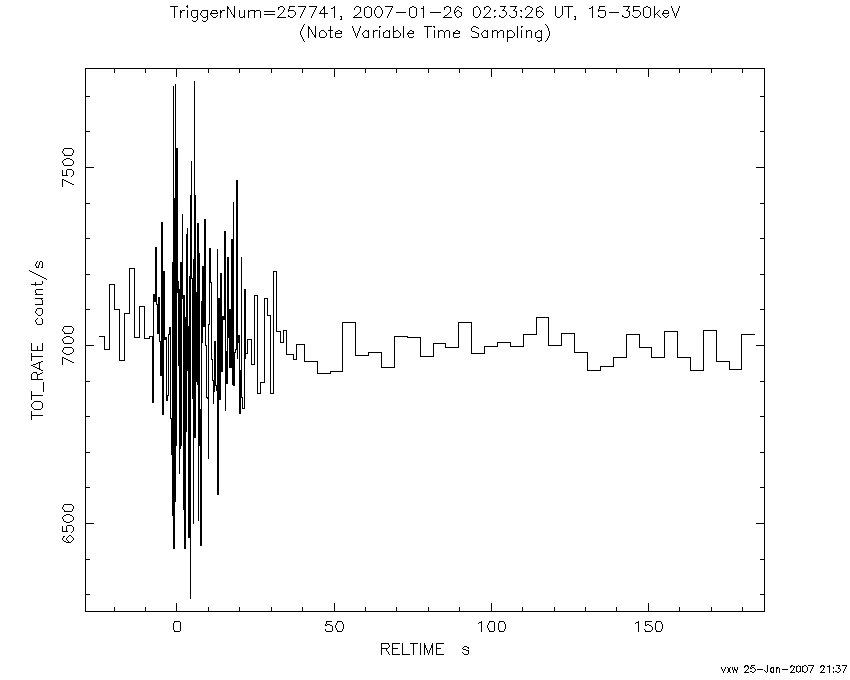 TriggerNum=257741, 2007-01-26 02:33:26 UT, 15-350keV
(Note Variable Time Sampling)
TOT_RATE count/s
7500
7000
6500
0 50 100 150
RELTIME s
vxw 25-Jan-2007 21:37